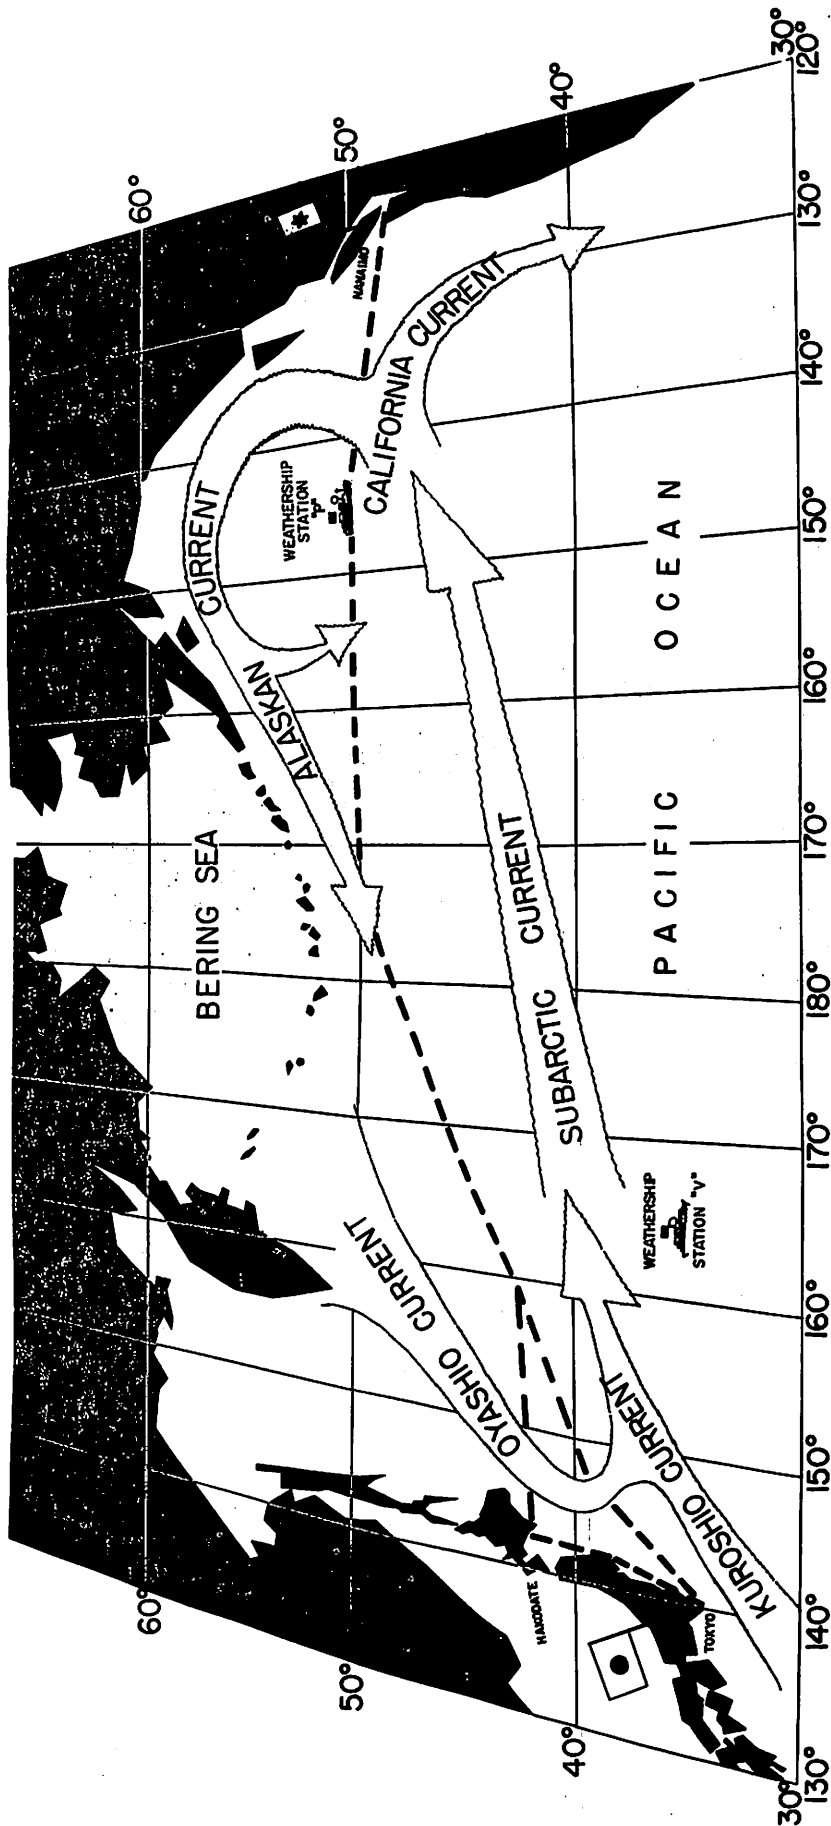 60°
50°
40°
30°
120°
130°
140°
150°
160°
170°
180°
170°
160°
150°
140°
130°
30°
40°
50°
60°
BERING SEA
PACIFIC OCEAN
ALASKAN CURRENT
CALIFORNIA CURRENT
SUBARCTIC CURRENT
OYASHIO CURRENT
KUROSHIO CURRENT
WEATHERSHIP
STATION
"P"
WEATHERSHIP
STATION "V"
NANAIMO
HAKODATE
TOKYO